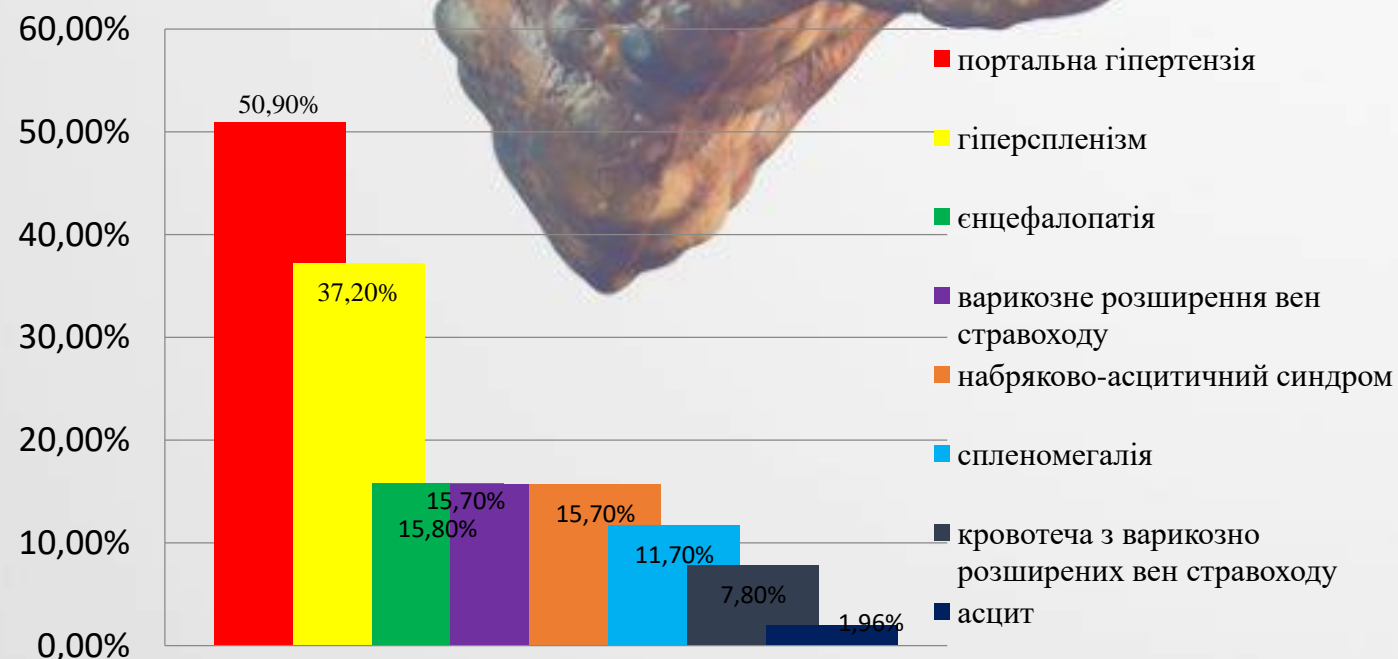 60,00%
50,00%
40,00%
30,00%
20,00%
10,00%
0,00%
50,90%
37,20%
15,80%
15,70%
15,70%
11,70%
7,80%
1,96%
портальна гіпертензія
гіперспленізм
єнцефалопатія
варикозне розширення вен
стравоходу
набряково-асцитичний синдром
спленомегалія
кровотеча з варикозно
розширених вен стравоходу
асцит